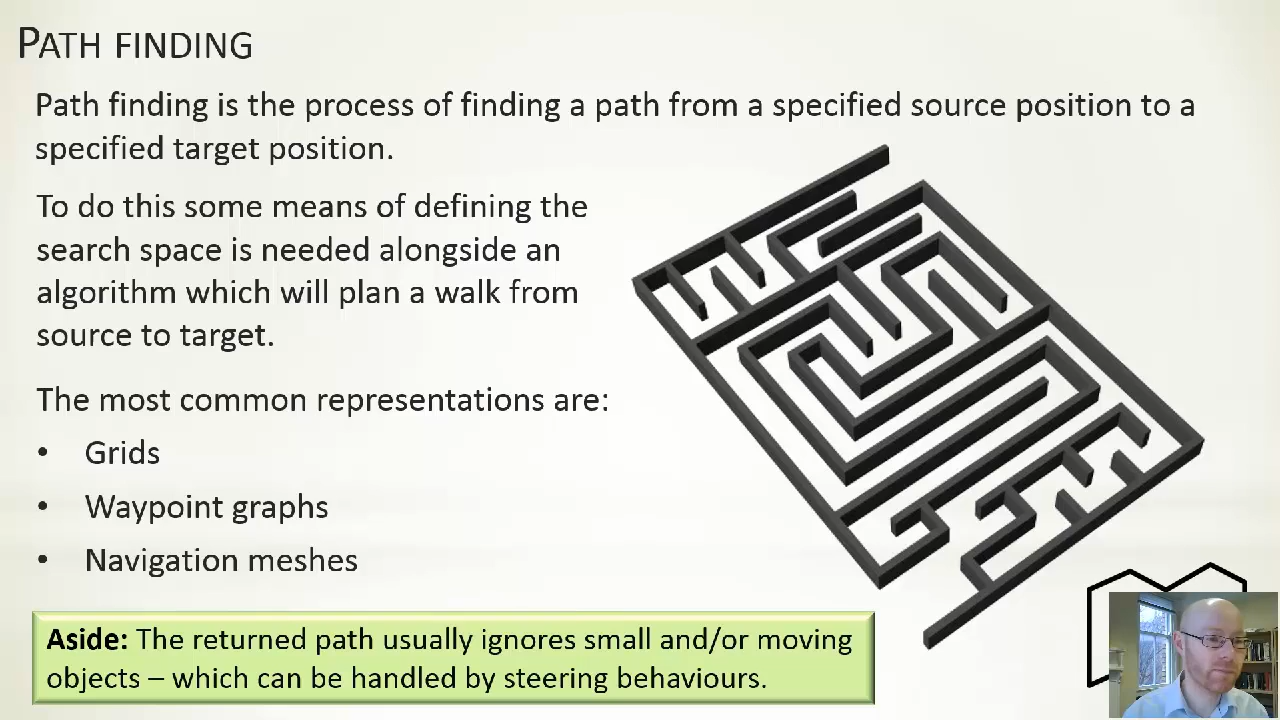 PATH FINDING
Path finding is the process of finding a path from a specified source position to a
specified target position.
To do this some means of defining the
search space is needed alongside an
algorithm which will plan a walk from
source to target.
The most common representations are:
• Grids
• Waypoint graphs
• Navigation meshes
Aside: The returned path usually ignores small and/or moving
objects – which can be handled by steering behaviours.